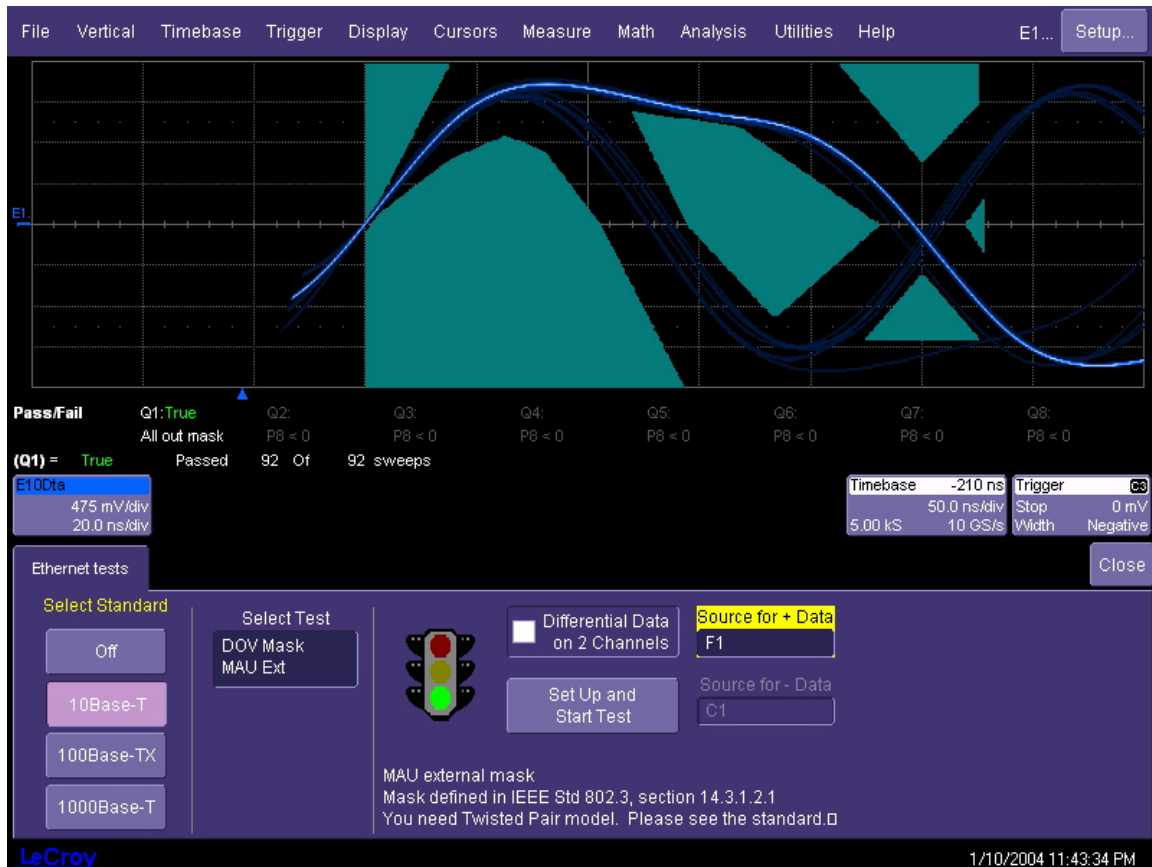 File Vertical Timebase Trigger Display Cursors Measure Math Analysis Utilities Help E1... Setup...
E1.
Pass/Fail Q1:True Q2: Q3: Q4: Q5: Q6: Q7: Q8:
All out mask P8 < 0 P8 < 0 P8 < 0 P8 < 0 P8 < 0 P8 < 0 P8 < 0
(Q1) = True Passed 92 Of 92 sweeps
E10Dta
475 mV/div
20.0 ns/div
Timebase -210 ns
50.0 ns/div
5.00 kS 10 GS/s
Trigger C3
Stop 0 mV
Width Negative
Ethernet tests
Close
Select Standard
Off
10Base-T
100Base-TX
1000Base-T
Select Test
DOV Mask
MAU Ext
Differential Data
on 2 Channels
Set Up and
Start Test
Source for + Data
F1
Source for - Data
C1
MAU external mask
Mask defined in IEEE Std 802.3, section 14.3.1.2.1
You need Twisted Pair model. Please see the standard.
LeCroy
1/10/2004 11:43:34 PM